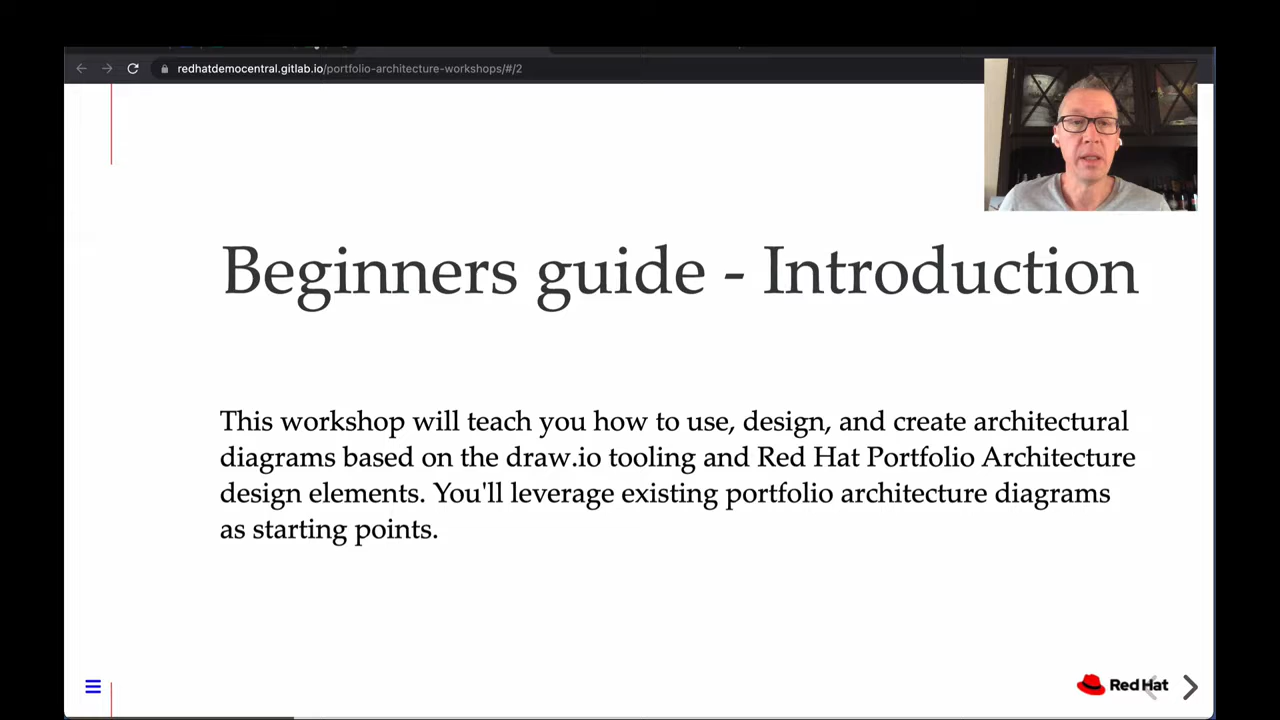 redhatdemocentral.gitlab.io/portfolio-architecture-workshops/#/2
Beginners guide - Introduction
This workshop will teach you how to use, design, and create architectural
diagrams based on the draw.io tooling and Red Hat Portfolio Architecture
design elements. You'll leverage existing portfolio architecture diagrams
as starting points.
Red Hat